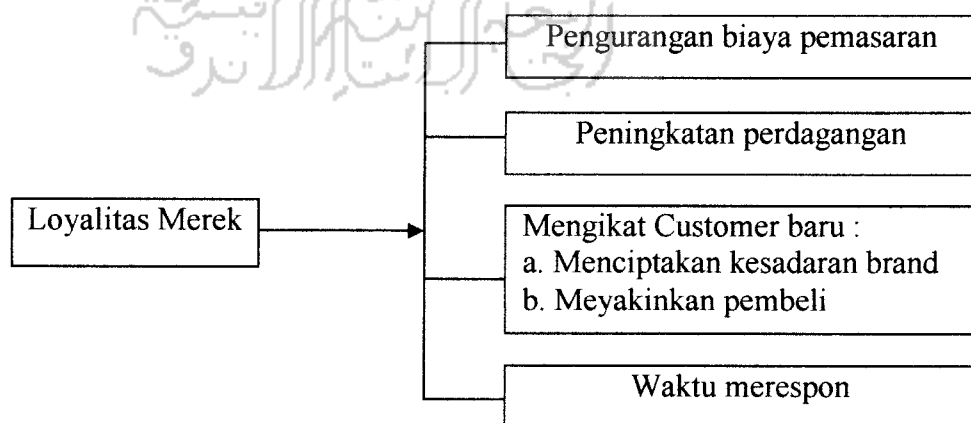 Pengurangan biaya pemasaran
Peningkatan perdagangan
Loyalitas Merek
Mengikat Customer baru :
a. Menciptakan kesadaran brand
b. Meyakinkan pembeli
Waktu merespon